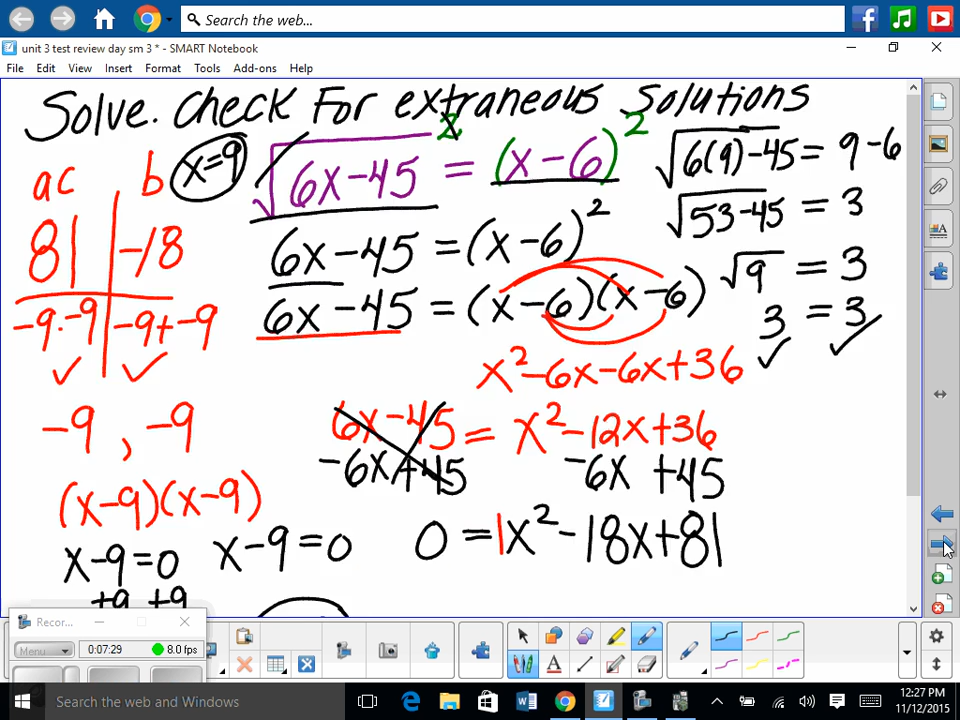 Search the web...
unit 3 test review day sm 3 * - SMART Notebook
File Edit View Insert Format Tools Add-ons Help
Solve. Check For extraneous Solutions
x=9
√6x-45 ² = (x-6)²
6x-45 = (x-6)²
6x-45 = (x-6)(x-6)
x²-6x-6x+36
6x-45 = x²-12x+36
-6x+45 -6x +45
0 = 1x²-18x+81
√6(9)-45 = 9-6
√53-45 = 3
√9 = 3
3 = 3
ac b
81 -18
-9·-9 -9+-9
-9, -9
(x-9)(x-9)
x-9=0 x-9=0
+9 +9
Recor...
Menu
0:07:29 8.0 fps
Search the web and Windows
12:27 PM
11/12/2015